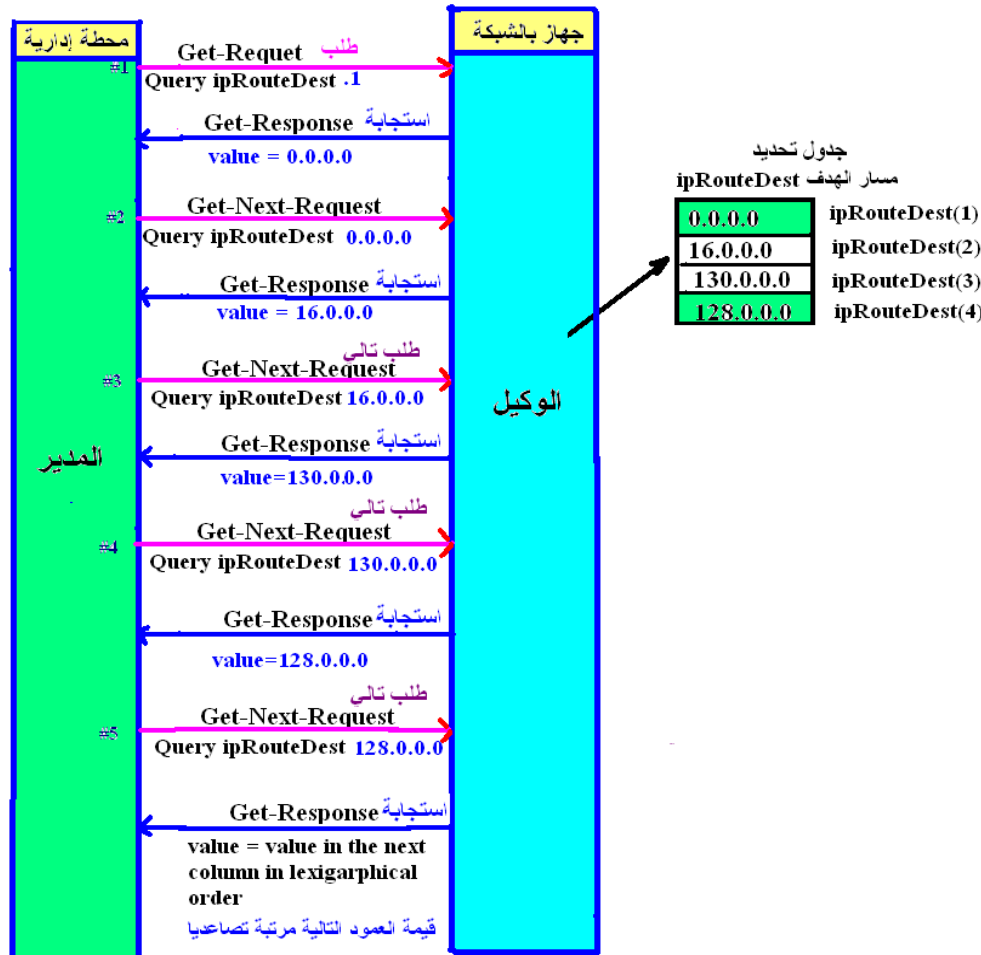 محطة إدارية
جهاز بالشبكة
#1
Get-Requet طلب
Query ipRouteDest .1
Get-Response استجابة
value = 0.0.0.0
#2
Get-Next-Request
Query ipRouteDest 0.0.0.0
Get-Response استجابة
value = 16.0.0.0
طلب تالي
#3
Get-Next-Request
Query ipRouteDest 16.0.0.0
Get-Response استجابة
value=130.0.0.0
طلب تالي
#4
Get-Next-Request
Query ipRouteDest 130.0.0.0
Get-Response استجابة
value=128.0.0.0
طلب تالي
#5
Get-Next-Request
Query ipRouteDest 128.0.0.0
Get-Response استجابة
value = value in the next
column in lexigarphical
order
قيمة العمود التالية مرتبة تصاعديا
المدير
الوكيل
جدول تحديد
مسار الهدف ipRouteDest
0.0.0.0 ipRouteDest(1)
16.0.0.0 ipRouteDest(2)
130.0.0.0 ipRouteDest(3)
128.0.0.0 ipRouteDest(4)